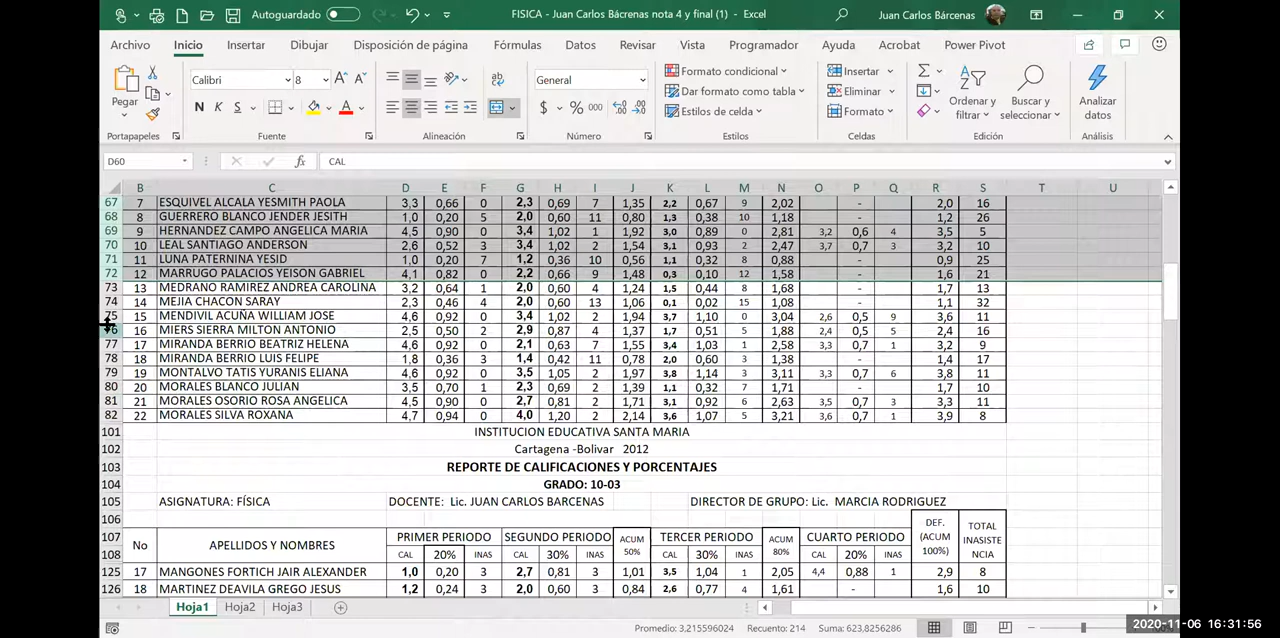 Autoguardado FISICA - Juan Carlos Bácrenas nota 4 y final (1) - Excel Juan Carlos Bárcenas
Archivo Inicio Insertar Dibujar Disposición de página Fórmulas Datos Revisar Vista Programador Ayuda Acrobat Power Pivot
Pegar Calibri 8 General Formato condicional Insertar
N K S Dar formato como tabla Eliminar Ordenar y filtrar Buscar y seleccionar Analizar datos
$ % 000 Estilos de celda Formato
Portapapeles Fuente Alineación Número Estilos Celdas Edición Análisis
D60 fx CAL
B C D E F G H I J K L M N O P Q R S T U
67 7 ESQUIVEL ALCALA YESMITH PAOLA 3,3 0,66 0 2,3 0,69 7 1,35 2,2 0,67 9 2,02 - 2,0 16
68 8 GUERRERO BLANCO JENDER JESITH 1,0 0,20 5 2,0 0,60 11 0,80 1,3 0,38 10 1,18 - 1,2 26
69 9 HERNANDEZ CAMPO ANGELICA MARIA 4,5 0,90 0 3,4 1,02 1 1,92 3,0 0,89 0 2,81 3,2 0,6 4 3,5 5
70 10 LEAL SANTIAGO ANDERSON 2,6 0,52 3 3,4 1,02 2 1,54 3,1 0,93 2 2,47 3,7 0,7 3 3,2 10
71 11 LUNA PATERNINA YESID 1,0 0,20 7 1,2 0,36 10 0,56 1,1 0,32 8 0,88 - 0,9 25
72 12 MARRUGO PALACIOS YEISON GABRIEL 4,1 0,82 0 2,2 0,66 9 1,48 0,3 0,10 12 1,58 - 1,6 21
73 13 MEDRANO RAMIREZ ANDREA CAROLINA 3,2 0,64 1 2,0 0,60 4 1,24 1,5 0,44 8 1,68 - 1,7 13
74 14 MEJIA CHACON SARAY 2,3 0,46 4 2,0 0,60 13 1,06 0,1 0,02 15 1,08 - 1,1 32
75 15 MENDIVIL ACUÑA WILLIAM JOSE 4,6 0,92 0 3,4 1,02 2 1,94 3,7 1,10 0 3,04 2,6 0,5 9 3,6 11
76 16 MIERS SIERRA MILTON ANTONIO 2,5 0,50 2 2,9 0,87 4 1,37 1,7 0,51 5 1,88 2,4 0,5 5 2,4 16
77 17 MIRANDA BERRIO BEATRIZ HELENA 4,6 0,92 0 2,1 0,63 7 1,55 3,4 1,03 1 2,58 3,3 0,7 1 3,2 9
78 18 MIRANDA BERRIO LUIS FELIPE 1,8 0,36 3 1,4 0,42 11 0,78 2,0 0,60 3 1,38 - 1,4 17
79 19 MONTALVO TATIS YURANIS ELIANA 4,6 0,92 0 3,5 1,05 2 1,97 3,8 1,14 3 3,11 3,3 0,7 6 3,8 11
80 20 MORALES BLANCO JULIAN 3,5 0,70 1 2,3 0,69 2 1,39 1,1 0,32 7 1,71 - 1,7 10
81 21 MORALES OSORIO ROSA ANGELICA 4,5 0,90 0 2,7 0,81 2 1,71 3,1 0,92 6 2,63 3,5 0,7 3 3,3 11
82 22 MORALES SILVA ROXANA 4,7 0,94 0 4,0 1,20 2 2,14 3,6 1,07 5 3,21 3,6 0,7 1 3,9 8
101 INSTITUCION EDUCATIVA SANTA MARIA
102 Cartagena -Bolivar 2012
103 REPORTE DE CALIFICACIONES Y PORCENTAJES
104 GRADO: 10-03
105 ASIGNATURA: FÍSICA DOCENTE: Lic. JUAN CARLOS BARCENAS DIRECTOR DE GRUPO: Lic. MARCIA RODRIGUEZ
106
107 No APELLIDOS Y NOMBRES PRIMER PERIODO SEGUNDO PERIODO ACUM 50% TERCER PERIODO ACUM 80% CUARTO PERIODO DEF. (ACUM 100%) TOTAL INASISTE NCIA
108 CAL 20% INAS CAL 30% INAS CAL 30% INAS CAL 20% INAS
125 17 MANGONES FORTICH JAIR ALEXANDER 1,0 0,20 3 2,7 0,81 3 1,01 3,5 1,04 1 2,05 4,4 0,88 1 2,9 8
126 18 MARTINEZ DEAVILA GREGO JESUS 1,2 0,24 3 2,0 0,60 3 0,84 2,6 0,77 4 1,61 - 1,6 10
Hoja1 Hoja2 Hoja3
Promedio: 3,215596024 Recuento: 214 Suma: 623,8256286
2020-11-06 16:31:56